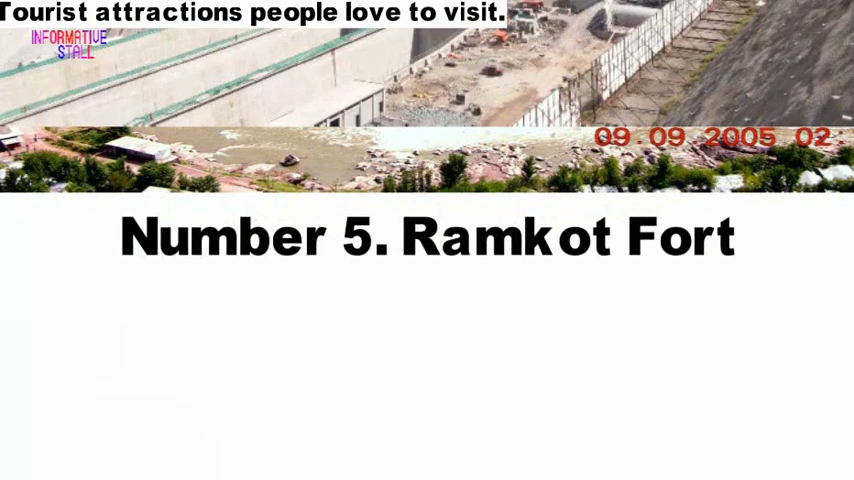 Tourist attractions people love to visit.
INFORMATIVE
STALL
09.09 2005 02.
Number 5. Ramkot Fort